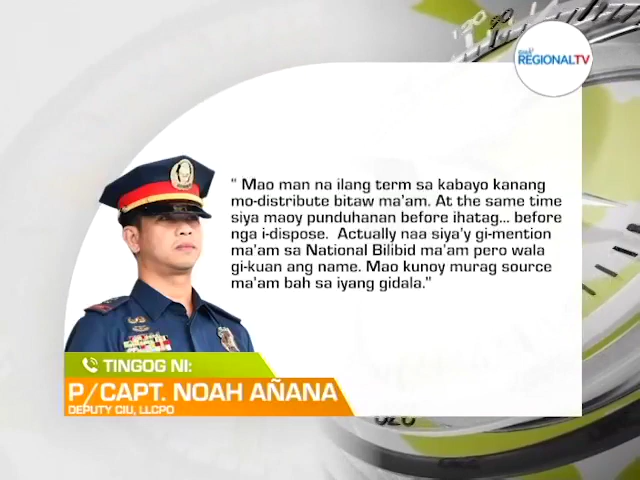 REGIONALTV
" Mao man na ilang term sa kabayo kanang
mo-distribute bitaw ma'am. At the same time
siya maoy punduhanan before ihatag... before
nga i-dispose. Actually naa siya'y gi-mention
ma'am sa National Bilibid ma'am pero wala
gi-kuan ang name. Mao kunoy murag source
ma'am bah sa iyang gidala."
TINGOG NI:
P/CAPT. NOAH AÑANA
DEPUTY CIU, LLCPO